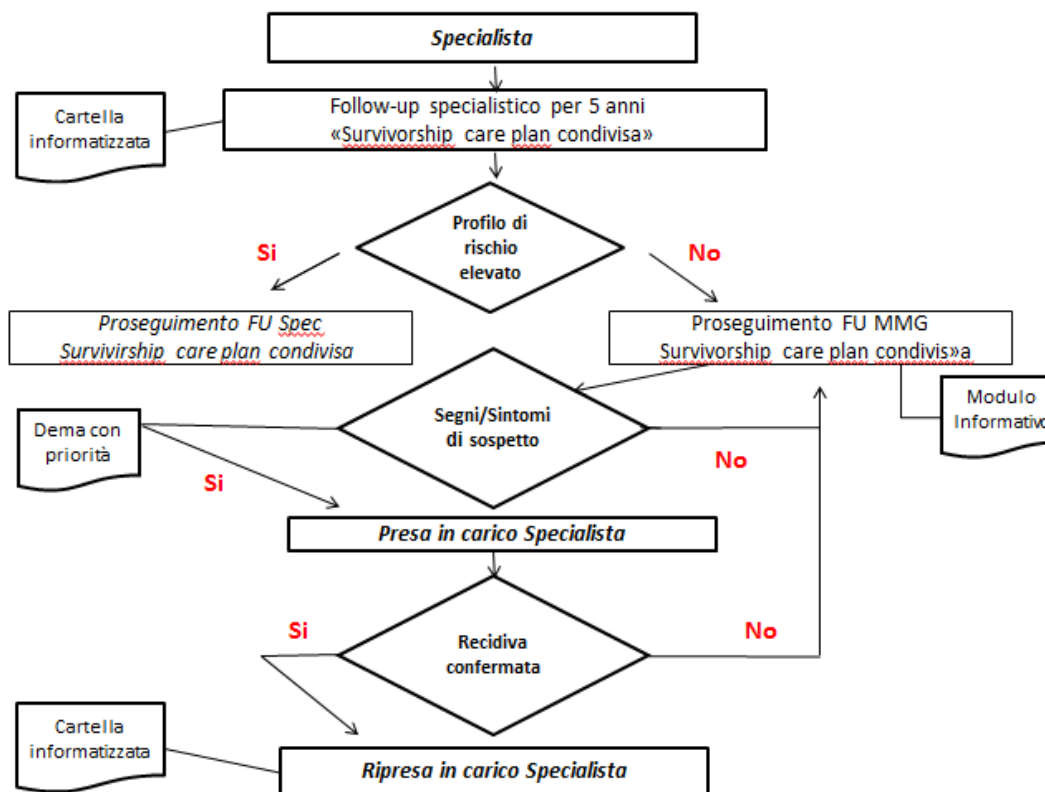 Specialista
Cartella
informatizzata
Follow-up specialistico per 5 anni
«Survivorship care plan condivisa»
Profilo di
rischio
elevato
Si
No
Proseguimento FU Spec
Survivirship care plan condivisa
Proseguimento FU MMG
Survivorship care plan condivis»a
Modulo
Informativo
Segni/Sintomi
di sospetto
Dema con
priorità
Si
No
Presa in carico Specialista
Recidiva
confermata
Si
No
Cartella
informatizzata
Ripresa in carico Specialista